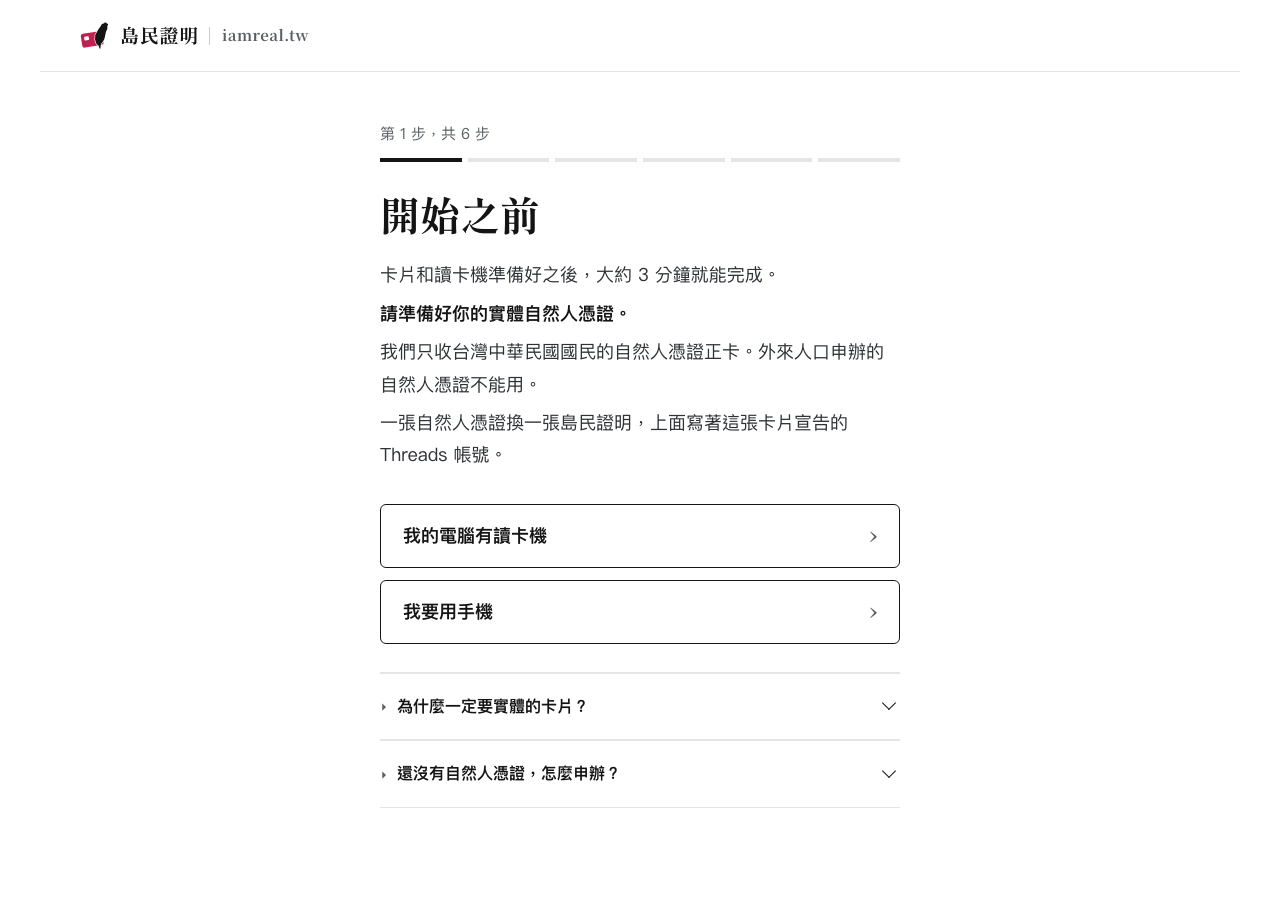 島民證明 iamreal.tw
第 1 步，共 6 步
開始之前
卡片和讀卡機準備好之後，大約 3 分鐘就能完成。
請準備好你的實體自然人憑證。
我們只收台灣中華民國國民的自然人憑證正卡。外來人口申辦的
自然人憑證不能用。
一張自然人憑證換一張島民證明，上面寫著這張卡片宣告的
Threads 帳號。
我的電腦有讀卡機
我要用手機
為什麼一定要實體的卡片？
還沒有自然人憑證，怎麼申辦？